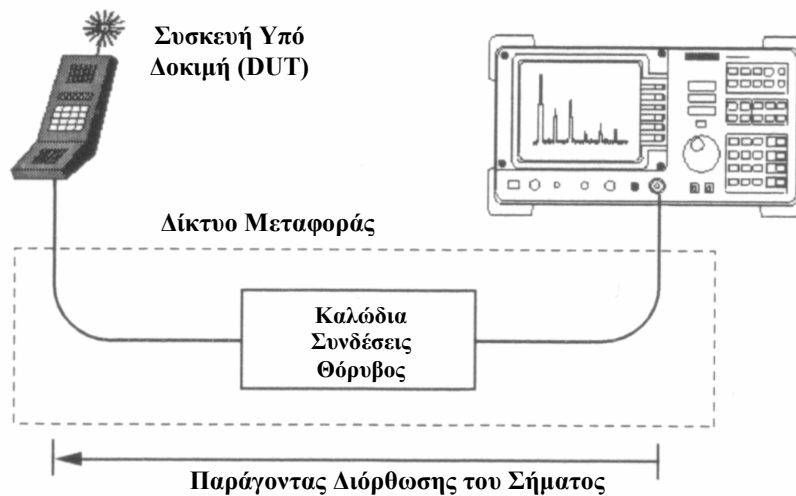 Συσκευή Υπό
Δοκιμή (DUT)
Δίκτυο Μεταφοράς
Καλώδια
Συνδέσεις
Θόρυβος
Παράγοντας Διόρθωσης του Σήματος